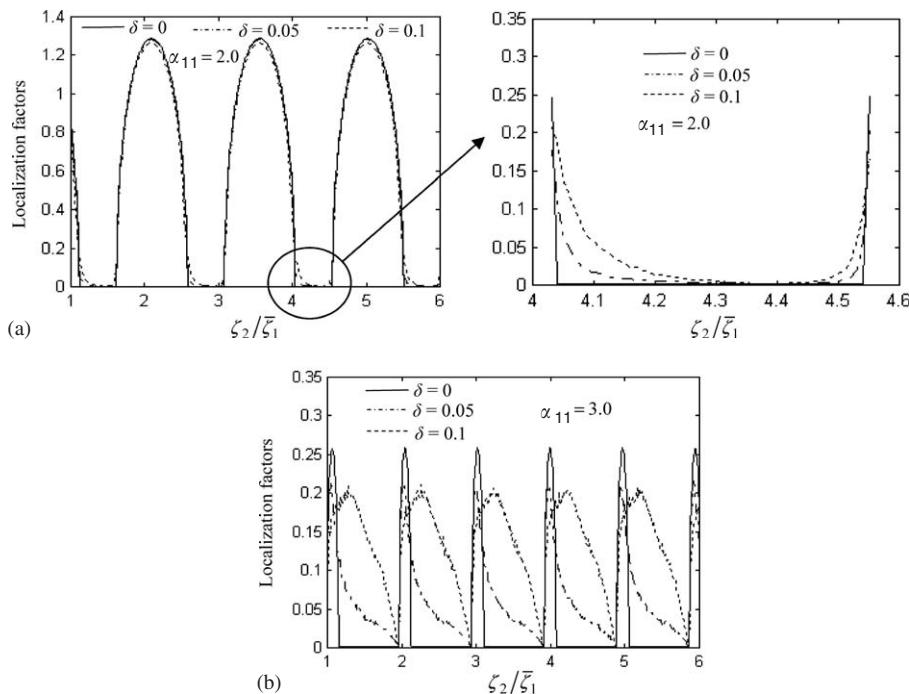 1.4
1.2
1
0.8
0.6
0.4
0.2
0
Localization factors
δ = 0 δ = 0.05 δ = 0.1
α11 = 2.0
1 2 3 4 5 6
ζ2/ζ̄1
(a)
0.35
0.3
0.25
0.2
0.15
0.1
0.05
0
δ = 0
δ = 0.05
δ = 0.1
α11 = 2.0
4 4.1 4.2 4.3 4.4 4.5 4.6
ζ2/ζ̄1
0.35
0.3
0.25
0.2
0.15
0.1
0.05
0
Localization factors
δ = 0
δ = 0.05
δ = 0.1
α11 = 3.0
1 2 3 4 5 6
ζ2/ζ̄1
(b)